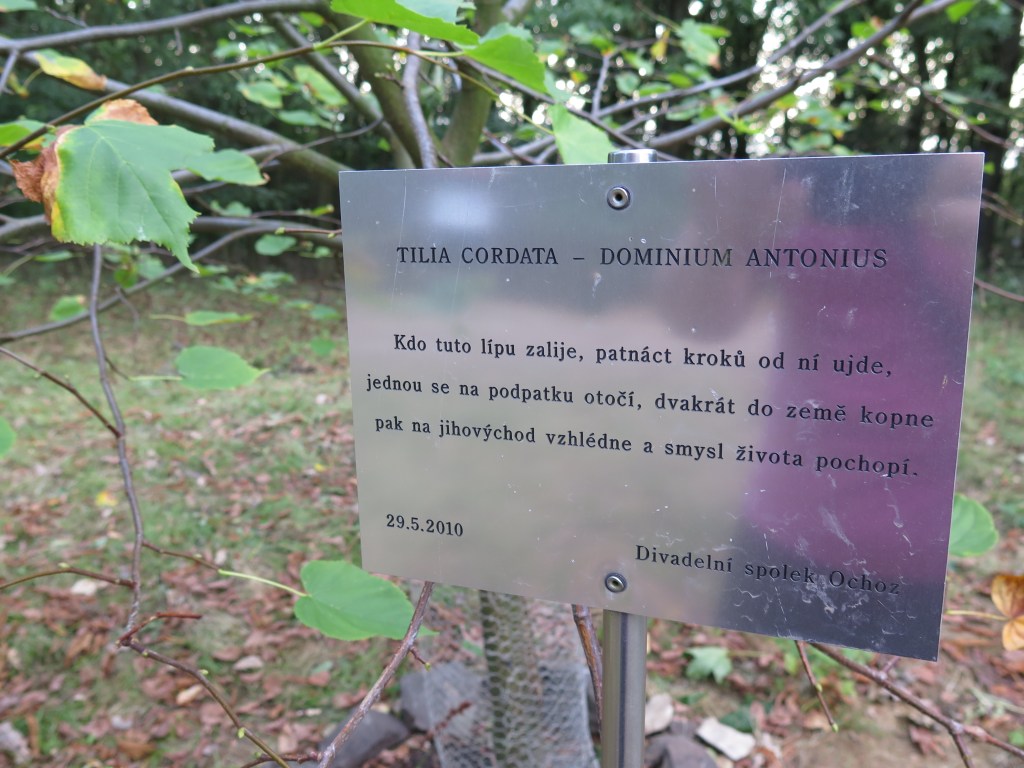 TILIA CORDATA – DOMINIUM ANTONIUS
Kdo tuto lípu zalije, patnáct kroků od ní ujde,
jednou se na podpatku otočí, dvakrát do země kopne
pak na jihovýchod vzhlédne a smysl života pochopí.
29.5.2010
Divadelní spolek Ochoz